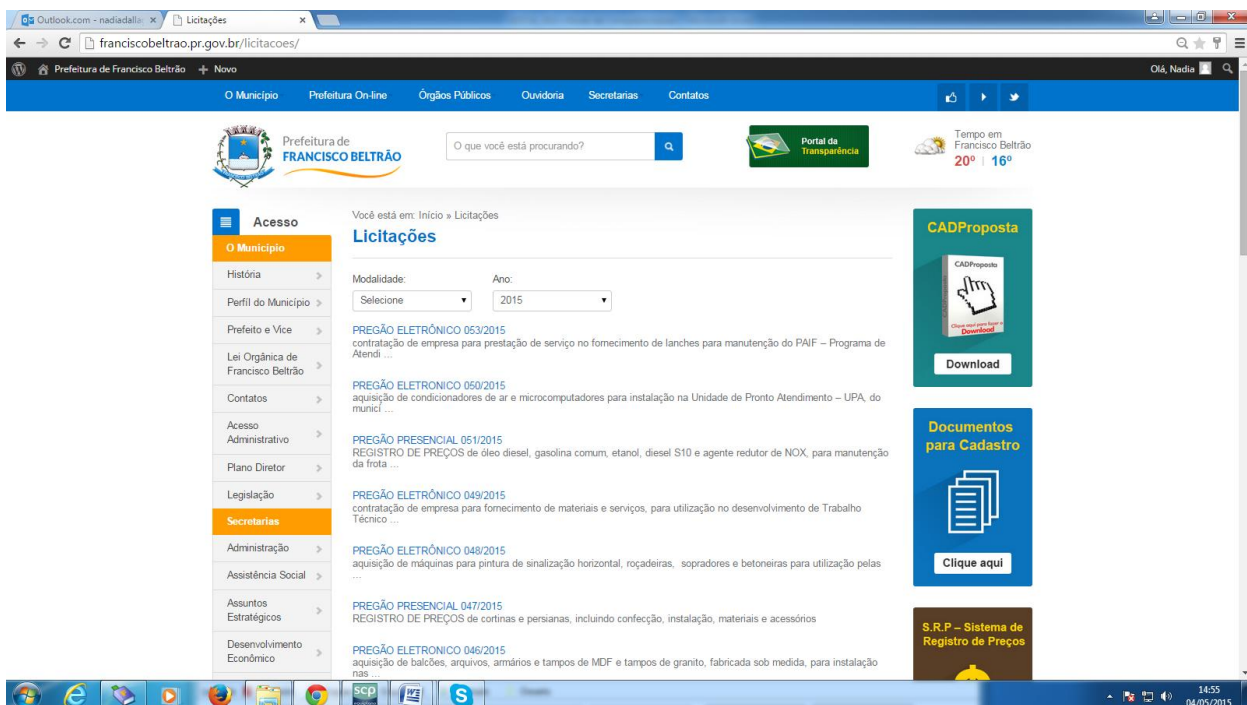 Outlook.com - nadiadalla
Licitações
franciscobeltrao.pr.gov.br/licitacoes/
Prefeitura de Francisco Beltrão + Novo
Olá, Nadia
O Município Prefeitura On-line Órgãos Públicos Ouvidoria Secretarias Contatos
Prefeitura de
FRANCISCO BELTRÃO
O que você está procurando?
Portal da
Transparência
Tempo em
Francisco Beltrão
20º | 16º
Acesso
O Município
História
Perfil do Município
Prefeito e Vice
Lei Orgânica de
Francisco Beltrão
Contatos
Acesso
Administrativo
Plano Diretor
Legislação
Secretarias
Administração
Assistência Social
Assuntos
Estratégicos
Desenvolvimento
Econômico
Você está em: Início » Licitações
Licitações
Modalidade: Ano:
Selecione 2015
PREGÃO ELETRÔNICO 053/2015
contratação de empresa para prestação de serviço no fornecimento de lanches para manutenção do PAIF – Programa de
Atendi ...
PREGÃO ELETRONICO 050/2015
aquisição de condicionadores de ar e microcomputadores para instalação na Unidade de Pronto Atendimento – UPA, do
municí ...
PREGÃO PRESENCIAL 051/2015
REGISTRO DE PREÇOS de óleo diesel, gasolina comum, etanol, diesel S10 e agente redutor de NOX, para manutenção
da frota ...
PREGÃO ELETRÔNICO 049/2015
contratação de empresa para fornecimento de materiais e serviços, para utilização no desenvolvimento de Trabalho
Técnico ...
PREGÃO ELETRÔNICO 048/2015
aquisição de máquinas para pintura de sinalização horizontal, roçadeiras, sopradores e betoneiras para utilização pelas
...
PREGÃO PRESENCIAL 047/2015
REGISTRO DE PREÇOS de cortinas e persianas, incluindo confecção, instalação, materiais e acessórios
PREGÃO ELETRONICO 046/2015
aquisição de balcões, arquivos, armários e tampos de MDF e tampos de granito, fabricada sob medida, para instalação
nas ...
CADProposta
CADProposta
Clique aqui para fazer o
Download
Download
Documentos
para Cadastro
Clique aqui
S.R.P – Sistema de
Registro de Preços
scp
14:55
04/05/2015